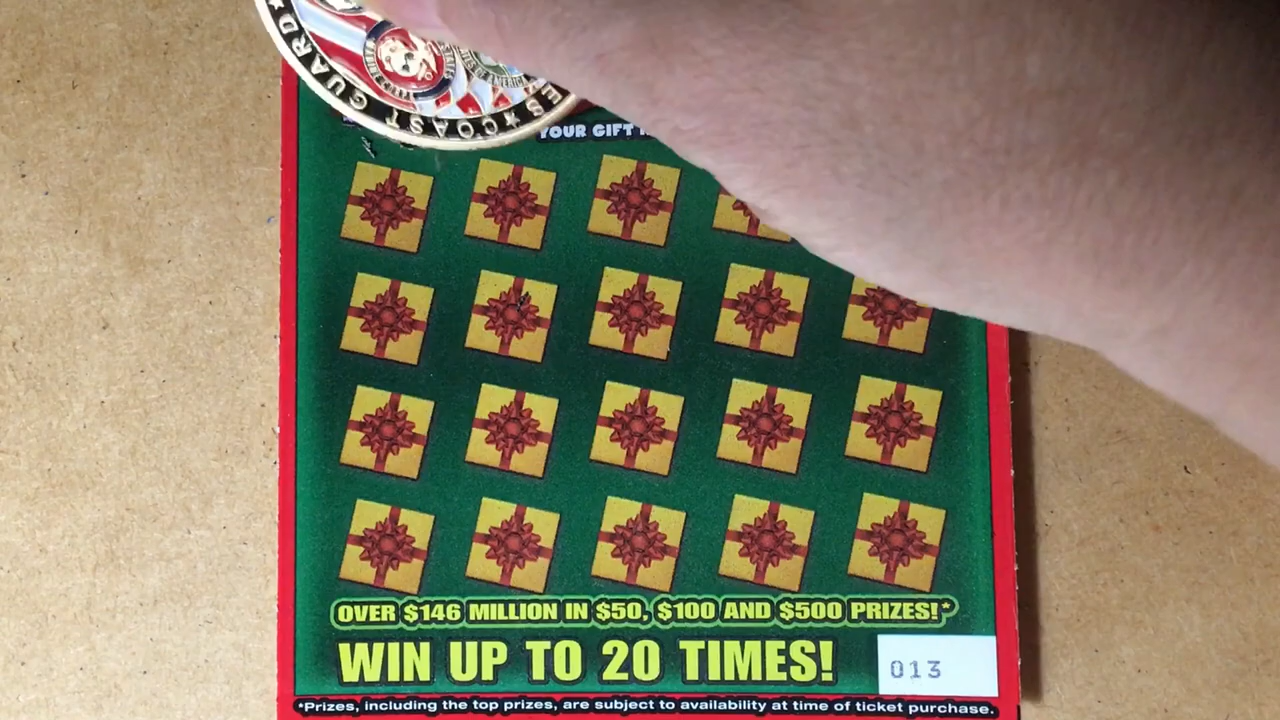 COAST GUARD
YOUR GIFT
OVER $146 MILLION IN $50, $100 AND $500 PRIZES!*
WIN UP TO 20 TIMES!
013
*Prizes, including the top prizes, are subject to availability at time of ticket purchase.